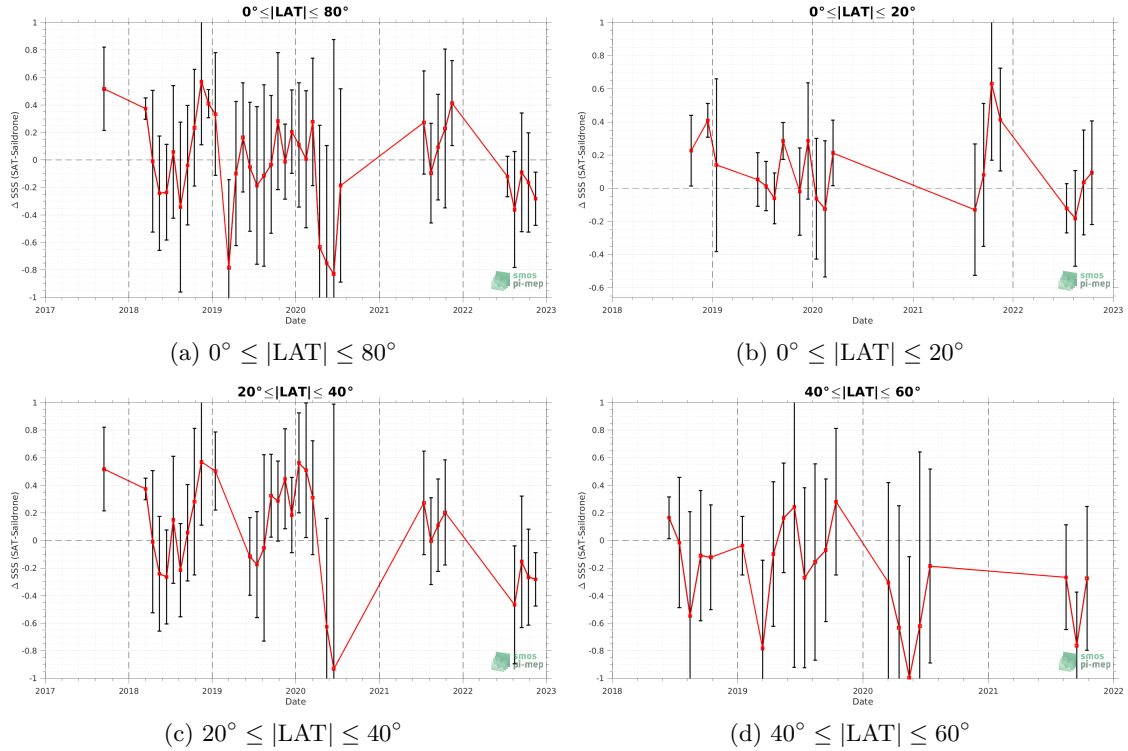 0°≤|LAT|≤ 80°
Δ SSS (SAT-Saildrone)
1
0.8
0.6
0.4
0.2
0
-0.2
-0.4
-0.6
-0.8
-1
2017
2018
2019
2020
2021
2022
2023
Date
smos
pi-mep
(a) 0° ≤ |LAT| ≤ 80°
0°≤|LAT|≤ 20°
Δ SSS (SAT-Saildrone)
1
0.8
0.6
0.4
0.2
0
-0.2
-0.4
-0.6
2018
2019
2020
2021
2022
2023
Date
smos
pi-mep
(b) 0° ≤ |LAT| ≤ 20°
20°≤|LAT|≤ 40°
Δ SSS (SAT-Saildrone)
1
0.8
0.6
0.4
0.2
0
-0.2
-0.4
-0.6
-0.8
-1
2017
2018
2019
2020
2021
2022
2023
Date
smos
pi-mep
(c) 20° ≤ |LAT| ≤ 40°
40°≤|LAT|≤ 60°
Δ SSS (SAT-Saildrone)
1
0.8
0.6
0.4
0.2
0
-0.2
-0.4
-0.6
-0.8
-1
2018
2019
2020
2021
2022
Date
smos
pi-mep
(d) 40° ≤ |LAT| ≤ 60°